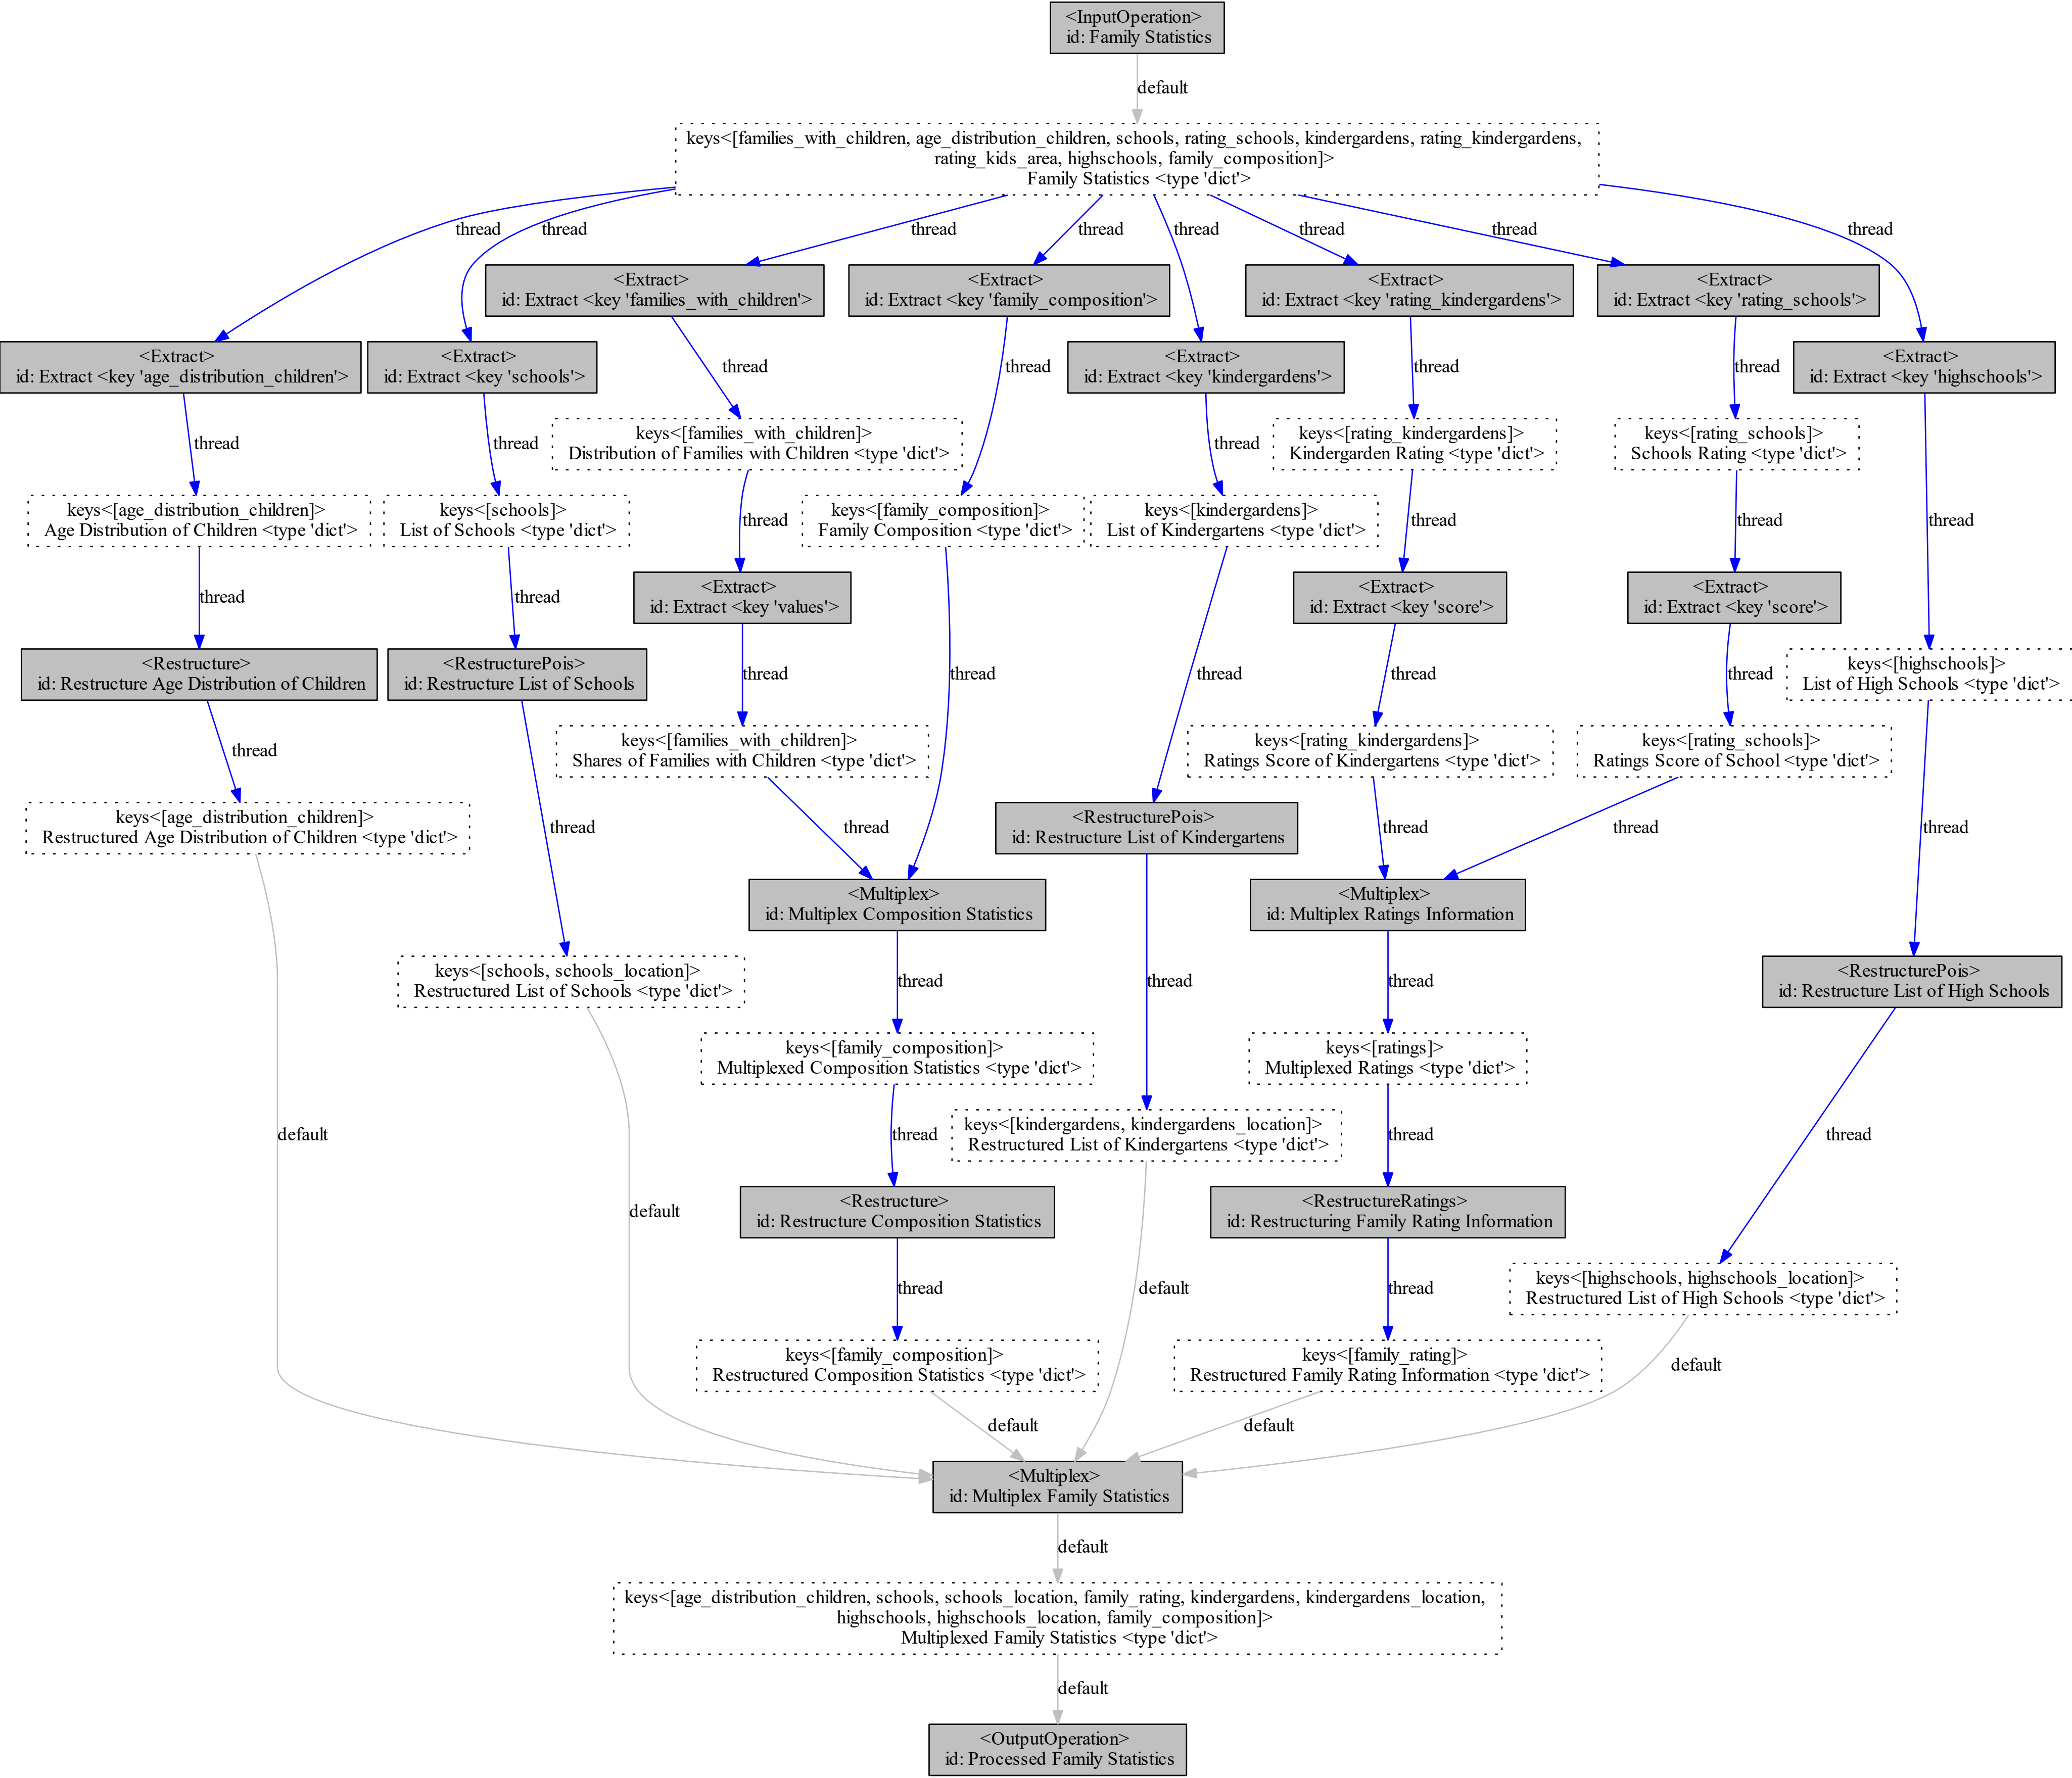 <InputOperation>
id: Family Statistics
default
keys<[families_with_children, age_distribution_children, schools, rating_schools, kindergardens, rating_kindergardens,
rating_kids_area, highschools, family_composition]>
Family Statistics <type 'dict'>
thread
thread
thread
thread
thread
thread
thread
thread
<Extract>
id: Extract <key 'families_with_children'>
<Extract>
id: Extract <key 'family_composition'>
<Extract>
id: Extract <key 'rating_kindergardens'>
<Extract>
id: Extract <key 'rating_schools'>
<Extract>
id: Extract <key 'age_distribution_children'>
<Extract>
id: Extract <key 'schools'>
thread
thread
<Extract>
id: Extract <key 'kindergardens'>
thread
thread
<Extract>
id: Extract <key 'highschools'>
thread
thread
keys<[families_with_children]>
Distribution of Families with Children <type 'dict'>
thread
keys<[rating_kindergardens]>
Kindergarden Rating <type 'dict'>
keys<[rating_schools]>
Schools Rating <type 'dict'>
keys<[age_distribution_children]>
Age Distribution of Children <type 'dict'>
keys<[schools]>
List of Schools <type 'dict'>
thread
keys<[family_composition]>
Family Composition <type 'dict'>
keys<[kindergardens]>
List of Kindergartens <type 'dict'>
thread
thread
thread
thread
thread
<Extract>
id: Extract <key 'values'>
<Extract>
id: Extract <key 'score'>
<Extract>
id: Extract <key 'score'>
<Restructure>
id: Restructure Age Distribution of Children
<RestructurePois>
id: Restructure List of Schools
thread
thread
thread
thread
thread
keys<[highschools]>
List of High Schools <type 'dict'>
thread
keys<[families_with_children]>
Shares of Families with Children <type 'dict'>
keys<[rating_kindergardens]>
Ratings Score of Kindergartens <type 'dict'>
keys<[rating_schools]>
Ratings Score of School <type 'dict'>
keys<[age_distribution_children]>
Restructured Age Distribution of Children <type 'dict'>
thread
thread
<RestructurePois>
id: Restructure List of Kindergartens
thread
thread
thread
<Multiplex>
id: Multiplex Composition Statistics
<Multiplex>
id: Multiplex Ratings Information
keys<[schools, schools_location]>
Restructured List of Schools <type 'dict'>
thread
thread
thread
<RestructurePois>
id: Restructure List of High Schools
keys<[family_composition]>
Multiplexed Composition Statistics <type 'dict'>
keys<[ratings]>
Multiplexed Ratings <type 'dict'>
default
thread
keys<[kindergardens, kindergardens_location]>
Restructured List of Kindergartens <type 'dict'>
thread
thread
default
<Restructure>
id: Restructure Composition Statistics
<RestructureRatings>
id: Restructuring Family Rating Information
thread
default
thread
keys<[highschools, highschools_location]>
Restructured List of High Schools <type 'dict'>
keys<[family_composition]>
Restructured Composition Statistics <type 'dict'>
keys<[family_rating]>
Restructured Family Rating Information <type 'dict'>
default
default
default
<Multiplex>
id: Multiplex Family Statistics
default
keys<[age_distribution_children, schools, schools_location, family_rating, kindergardens, kindergardens_location,
highschools, highschools_location, family_composition]>
Multiplexed Family Statistics <type 'dict'>
default
<OutputOperation>
id: Processed Family Statistics